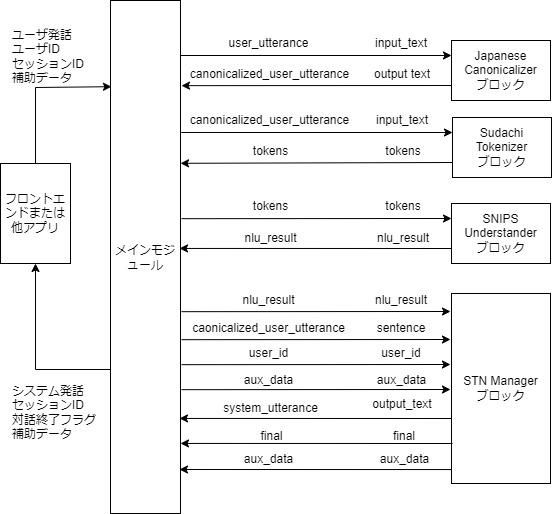 ユーザ発話
ユーザID
セッションID
補助データ
フロントエ
ンドまたは
他アプリ
システム発話
セッションID
対話終了フラグ
補助データ
メインモジ
ュール
user_utterance input_text
canonicalized_user_utterance output text
Japanese
Canonicalizer
ブロック
canonicalized_user_utterance input_text
tokens tokens
Sudachi
Tokenizer
ブロック
tokens tokens
nlu_result nlu_result
SNIPS
Understander
ブロック
nlu_result nlu_result
caonicalized_user_utterance sentence
user_id user_id
aux_data aux_data
system_utterance output_text
final final
aux_data aux_data
STN Manager
ブロック